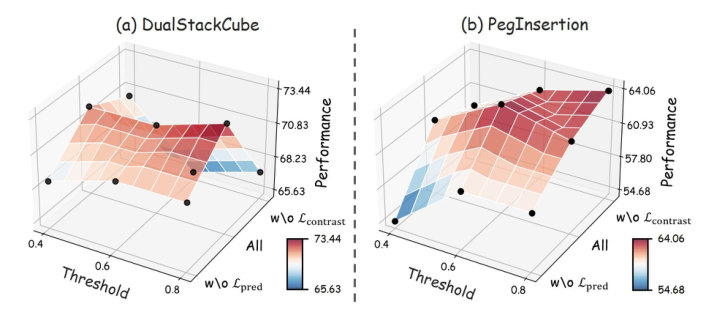 (a) DualStackCube
73.44
70.83
68.23
65.63
Performance
0.4
0.6
0.8
Threshold
w\o ℒcontrast
All
w\o ℒpred
73.44
65.63
(b) PegInsertion
64.06
60.93
57.80
54.68
Performance
0.4
0.6
0.8
Threshold
w\o ℒcontrast
All
w\o ℒpred
64.06
54.68